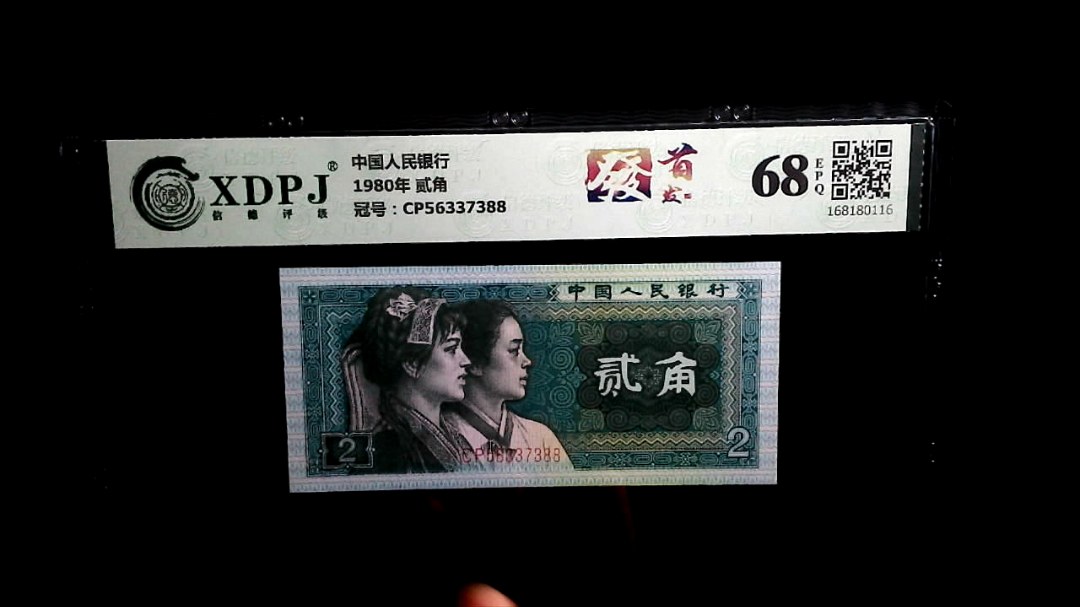 XDPJ®
信德评级
中国人民银行
1980年 贰角
冠号：CP56337388
發 首发
68 EPQ
168180116
中国人民银行
贰角
2
2
CP56337388